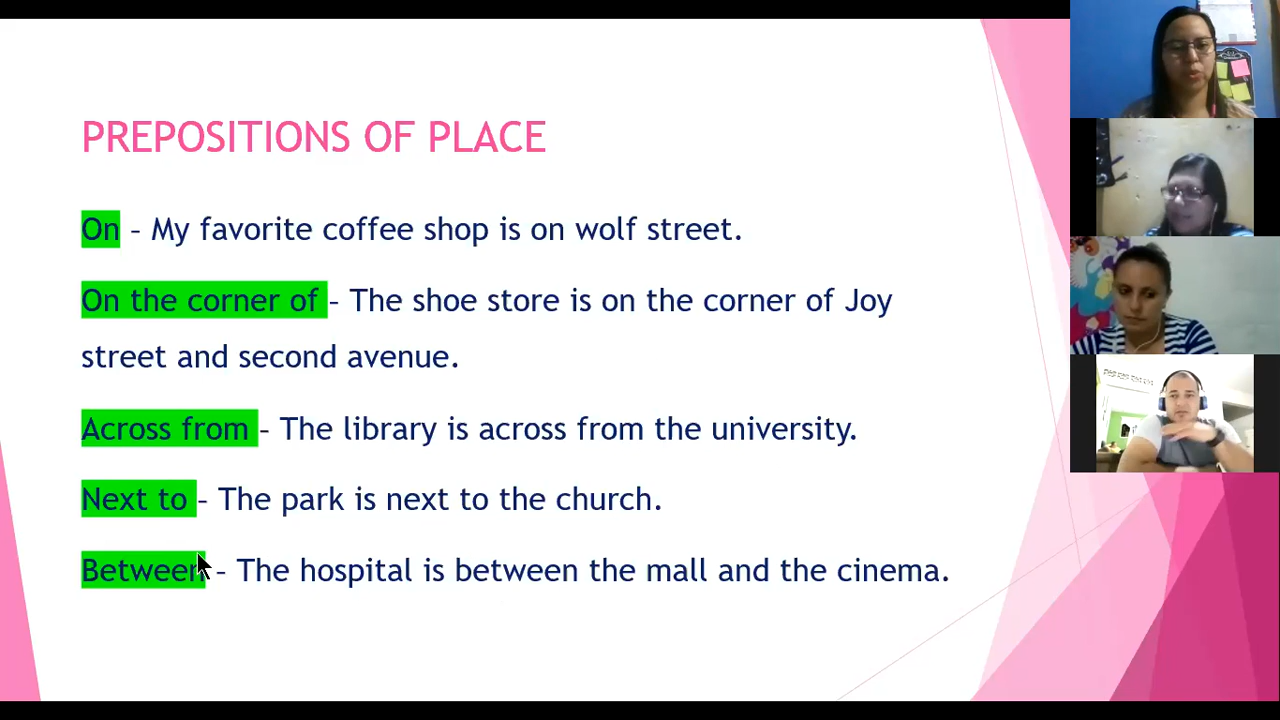 PREPOSITIONS OF PLACE
On – My favorite coffee shop is on wolf street.
On the corner of – The shoe store is on the corner of Joy
street and second avenue.
Across from – The library is across from the university.
Next to – The park is next to the church.
Between – The hospital is between the mall and the cinema.